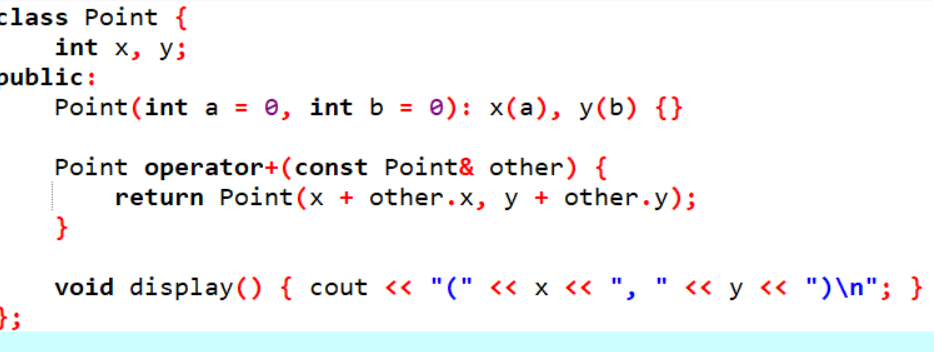 class Point {
    int x, y;
public:
    Point(int a = 0, int b = 0): x(a), y(b) {}

    Point operator+(const Point& other) {
        return Point(x + other.x, y + other.y);
    }

    void display() { cout << "(" << x << ", " << y << ")\n"; }
};